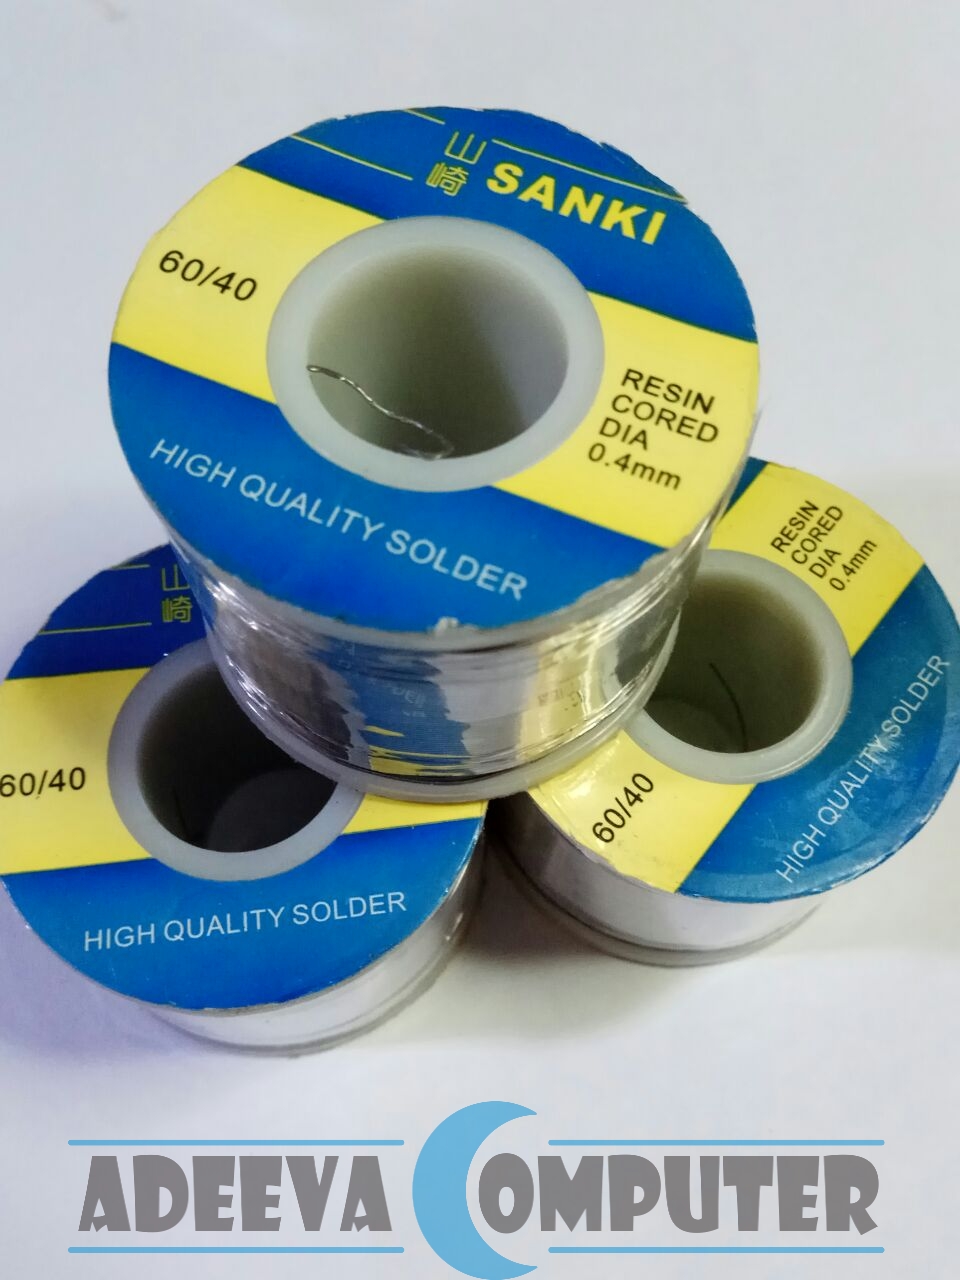 山崎
SANKI
60/40
RESIN
CORED
DIA
0.4mm
HIGH QUALITY SOLDER
RESIN
CORED
DIA
0.4mm
60/40
HIGH QUALITY SOLDER
山崎
60/40
HIGH QUALITY SOLDER
ADEEVA COMPUTER